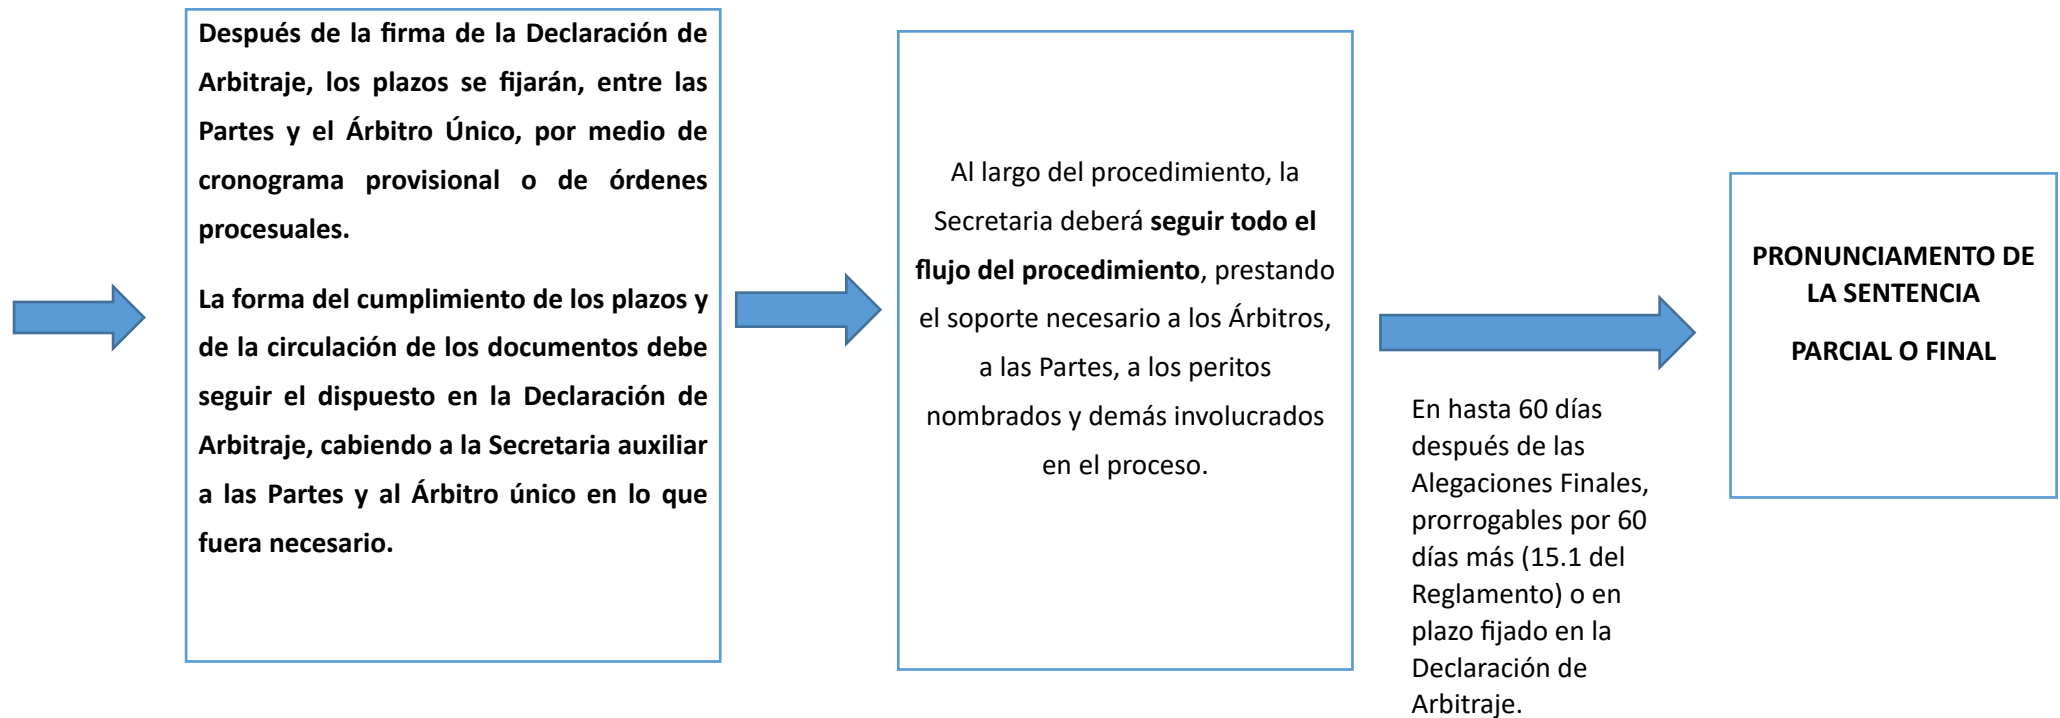 Después de la firma de la Declaración de
Arbitraje, los plazos se fijarán, entre las
Partes y el Árbitro Único, por medio de
cronograma provisional o de órdenes
procesuales.
La forma del cumplimiento de los plazos y
de la circulación de los documentos debe
seguir el dispuesto en la Declaración de
Arbitraje, cabiendo a la Secretaria auxiliar
a las Partes y al Árbitro único en lo que
fuera necesario.
Al largo del procedimiento, la
Secretaria deberá seguir todo el
flujo del procedimiento, prestando
el soporte necesario a los Árbitros,
a las Partes, a los peritos
nombrados y demás involucrados
en el proceso.
En hasta 60 días
después de las
Alegaciones Finales,
prorrogables por 60
días más (15.1 del
Reglamento) o en
plazo fijado en la
Declaración de
Arbitraje.
PRONUNCIAMENTO DE
LA SENTENCIA
PARCIAL O FINAL